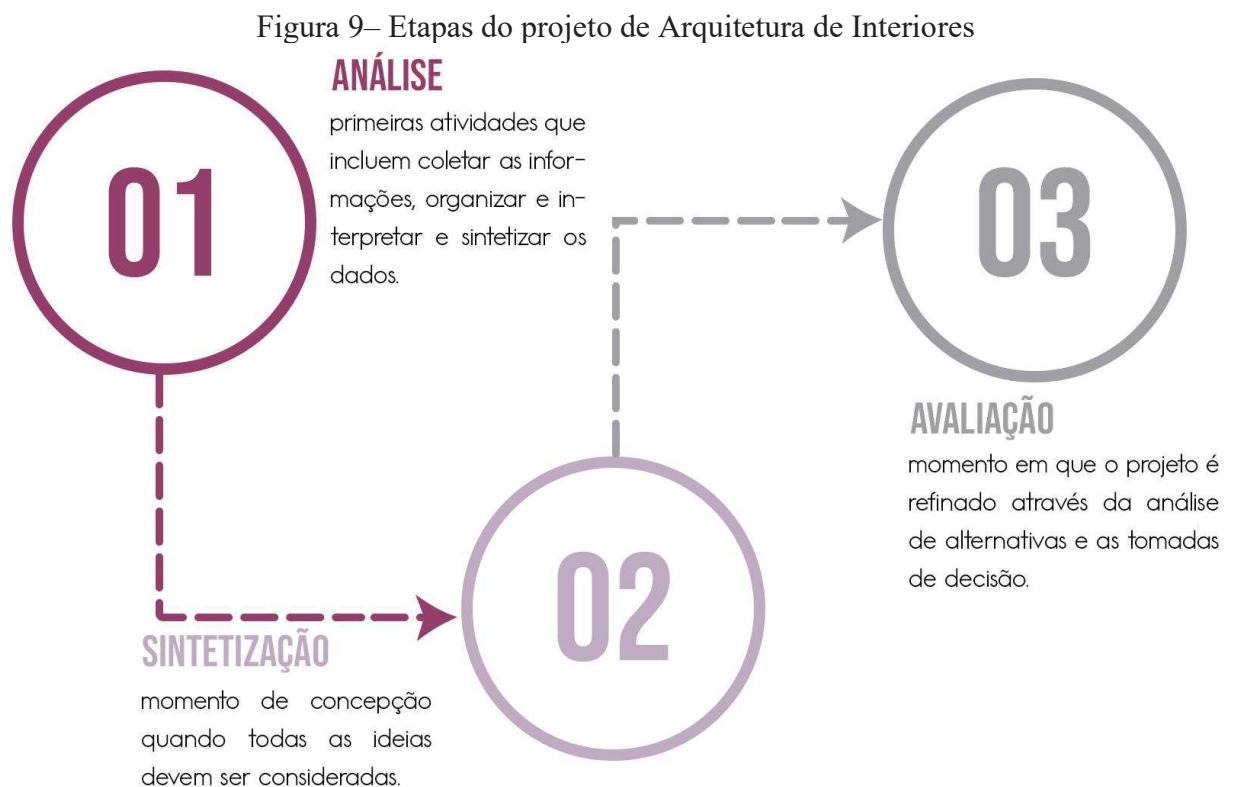 Figura 9– Etapas do projeto de Arquitetura de Interiores
01
ANÁLISE
primeiras atividades que
incluem coletar as infor-
mações, organizar e in-
terpretar e sintetizar os
dados.
02
SINTETIZAÇÃO
momento de concepção
quando todas as ideias
devem ser consideradas.
03
AVALIAÇÃO
momento em que o projeto é
refinado através da análise
de alternativas e as tomadas
de decisão.